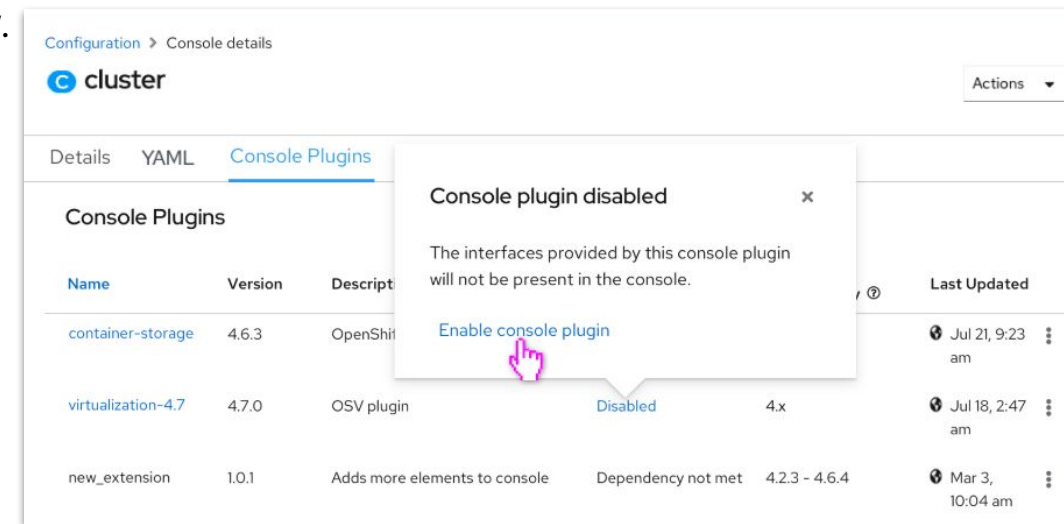 Configuration > Console details
C cluster
Actions
Details YAML Console Plugins
Console Plugins
Console plugin disabled ×
The interfaces provided by this console plugin
will not be present in the console.
Enable console plugin
Name Version Last Updated
container-storage 4.6.3 Jul 21, 9:23
am
virtualization-4.7 4.7.0 OSV plugin Disabled 4.x Jul 18, 2:47
am
new_extension 1.0.1 Adds more elements to console Dependency not met 4.2.3 - 4.6.4 Mar 3,
10:04 am